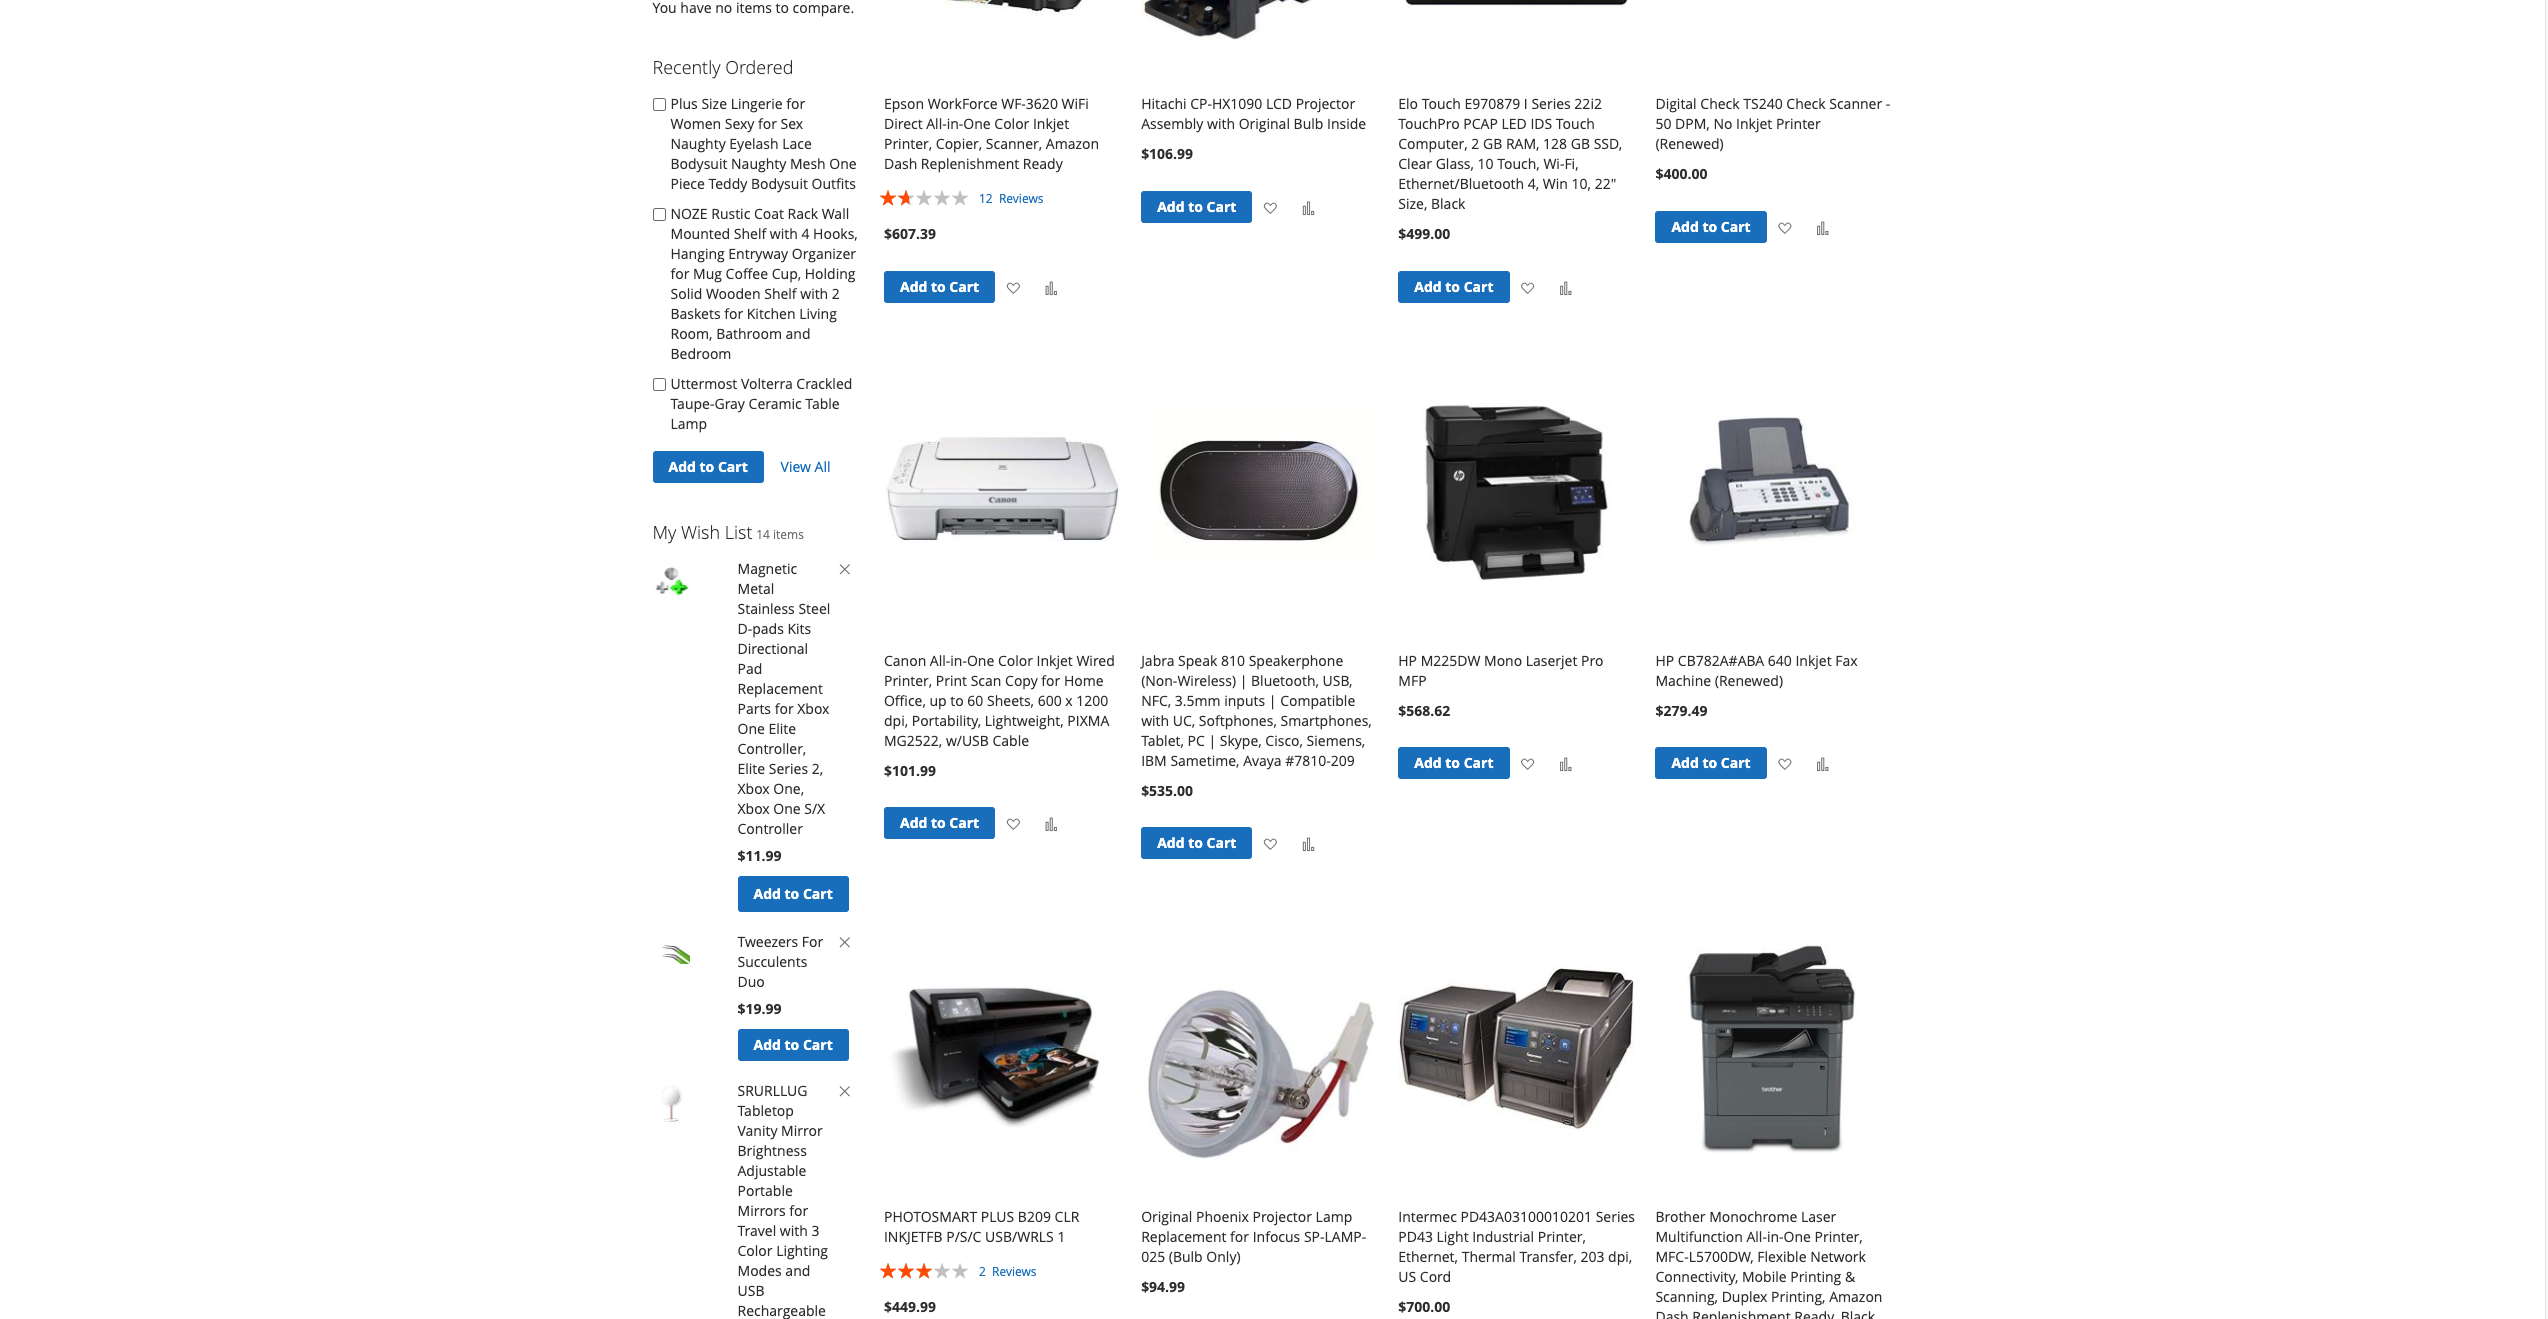 You have no items to compare.
Recently Ordered
Plus Size Lingerie for
Women Sexy for Sex
Naughty Eyelash Lace
Bodysuit Naughty Mesh One
Piece Teddy Bodysuit Outfits
NOZE Rustic Coat Rack Wall
Mounted Shelf with 4 Hooks,
Hanging Entryway Organizer
for Mug Coffee Cup, Holding
Solid Wooden Shelf with 2
Baskets for Kitchen Living
Room, Bathroom and
Bedroom
Uttermost Volterra Crackled
Taupe-Gray Ceramic Table
Lamp
Add to Cart View All
My Wish List 14 items
Magnetic
Metal
Stainless Steel
D-pads Kits
Directional
Pad
Replacement
Parts for Xbox
One Elite
Controller,
Elite Series 2,
Xbox One,
Xbox One S/X
Controller
$11.99
Add to Cart
Tweezers For
Succulents
Duo
$19.99
Add to Cart
SRURLLUG
Tabletop
Vanity Mirror
Brightness
Adjustable
Portable
Mirrors for
Travel with 3
Color Lighting
Modes and
USB
Rechargeable
Epson WorkForce WF-3620 WiFi
Direct All-in-One Color Inkjet
Printer, Copier, Scanner, Amazon
Dash Replenishment Ready
12 Reviews
$607.39
Add to Cart
Hitachi CP-HX1090 LCD Projector
Assembly with Original Bulb Inside
$106.99
Add to Cart
Elo Touch E970879 I Series 22i2
TouchPro PCAP LED IDS Touch
Computer, 2 GB RAM, 128 GB SSD,
Clear Glass, 10 Touch, Wi-Fi,
Ethernet/Bluetooth 4, Win 10, 22"
Size, Black
$499.00
Add to Cart
Digital Check TS240 Check Scanner -
50 DPM, No Inkjet Printer
(Renewed)
$400.00
Add to Cart
Canon
Canon All-in-One Color Inkjet Wired
Printer, Print Scan Copy for Home
Office, up to 60 Sheets, 600 x 1200
dpi, Portability, Lightweight, PIXMA
MG2522, w/USB Cable
$101.99
Add to Cart
Jabra Speak 810 Speakerphone
(Non-Wireless) | Bluetooth, USB,
NFC, 3.5mm inputs | Compatible
with UC, Softphones, Smartphones,
Tablet, PC | Skype, Cisco, Siemens,
IBM Sametime, Avaya #7810-209
$535.00
Add to Cart
hp
HP M225DW Mono Laserjet Pro
MFP
$568.62
Add to Cart
HP CB782A#ABA 640 Inkjet Fax
Machine (Renewed)
$279.49
Add to Cart
PHOTOSMART PLUS B209 CLR
INKJETFB P/S/C USB/WRLS 1
2 Reviews
$449.99
Original Phoenix Projector Lamp
Replacement for Infocus SP-LAMP-
025 (Bulb Only)
$94.99
Intermec PD43A03100010201 Series
PD43 Light Industrial Printer,
Ethernet, Thermal Transfer, 203 dpi,
US Cord
$700.00
brother
Brother Monochrome Laser
Multifunction All-in-One Printer,
MFC-L5700DW, Flexible Network
Connectivity, Mobile Printing &
Scanning, Duplex Printing, Amazon
Dash Replenishment Ready, Black